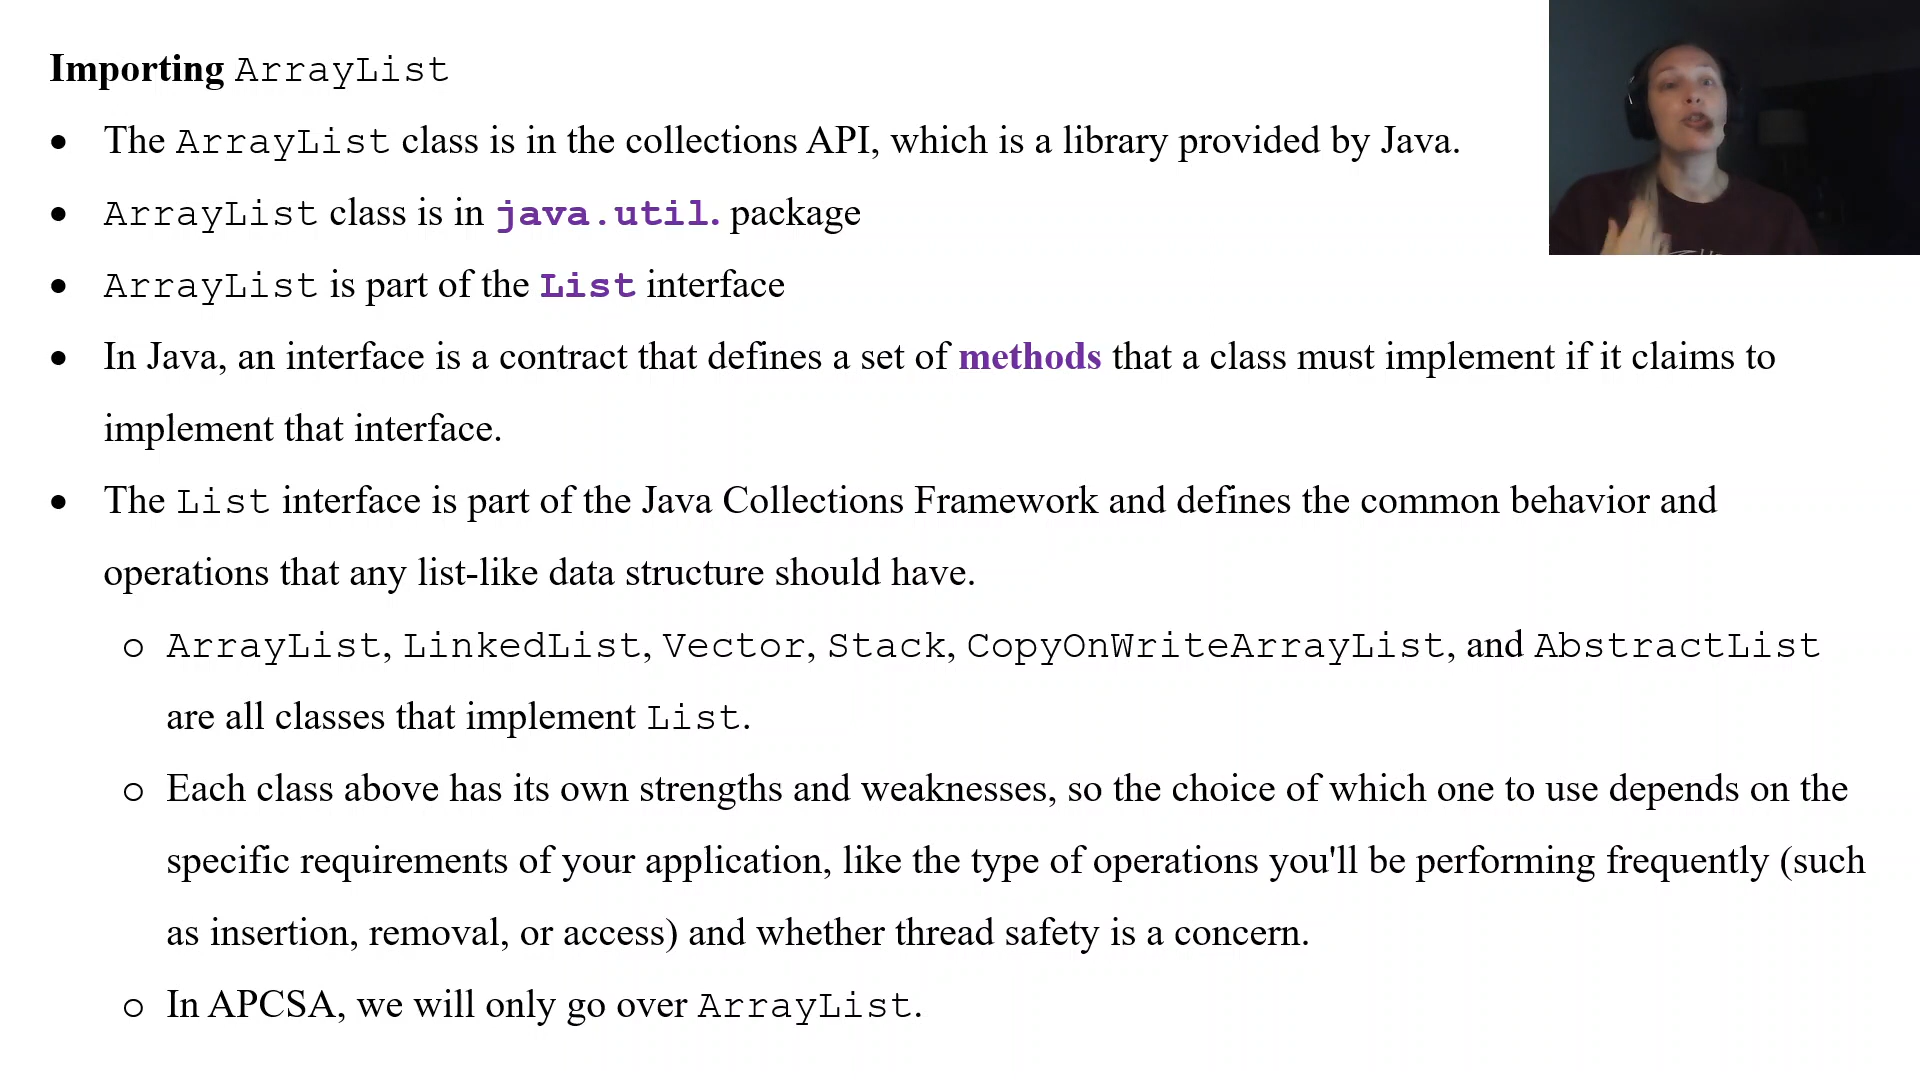 Importing ArrayList
• The ArrayList class is in the collections API, which is a library provided by Java.
• ArrayList class is in java.util. package
• ArrayList is part of the List interface
• In Java, an interface is a contract that defines a set of methods that a class must implement if it claims to
implement that interface.
• The List interface is part of the Java Collections Framework and defines the common behavior and
operations that any list-like data structure should have.
o ArrayList, LinkedList, Vector, Stack, CopyOnWriteArrayList, and AbstractList
are all classes that implement List.
o Each class above has its own strengths and weaknesses, so the choice of which one to use depends on the
specific requirements of your application, like the type of operations you'll be performing frequently (such
as insertion, removal, or access) and whether thread safety is a concern.
o In APCSA, we will only go over ArrayList.